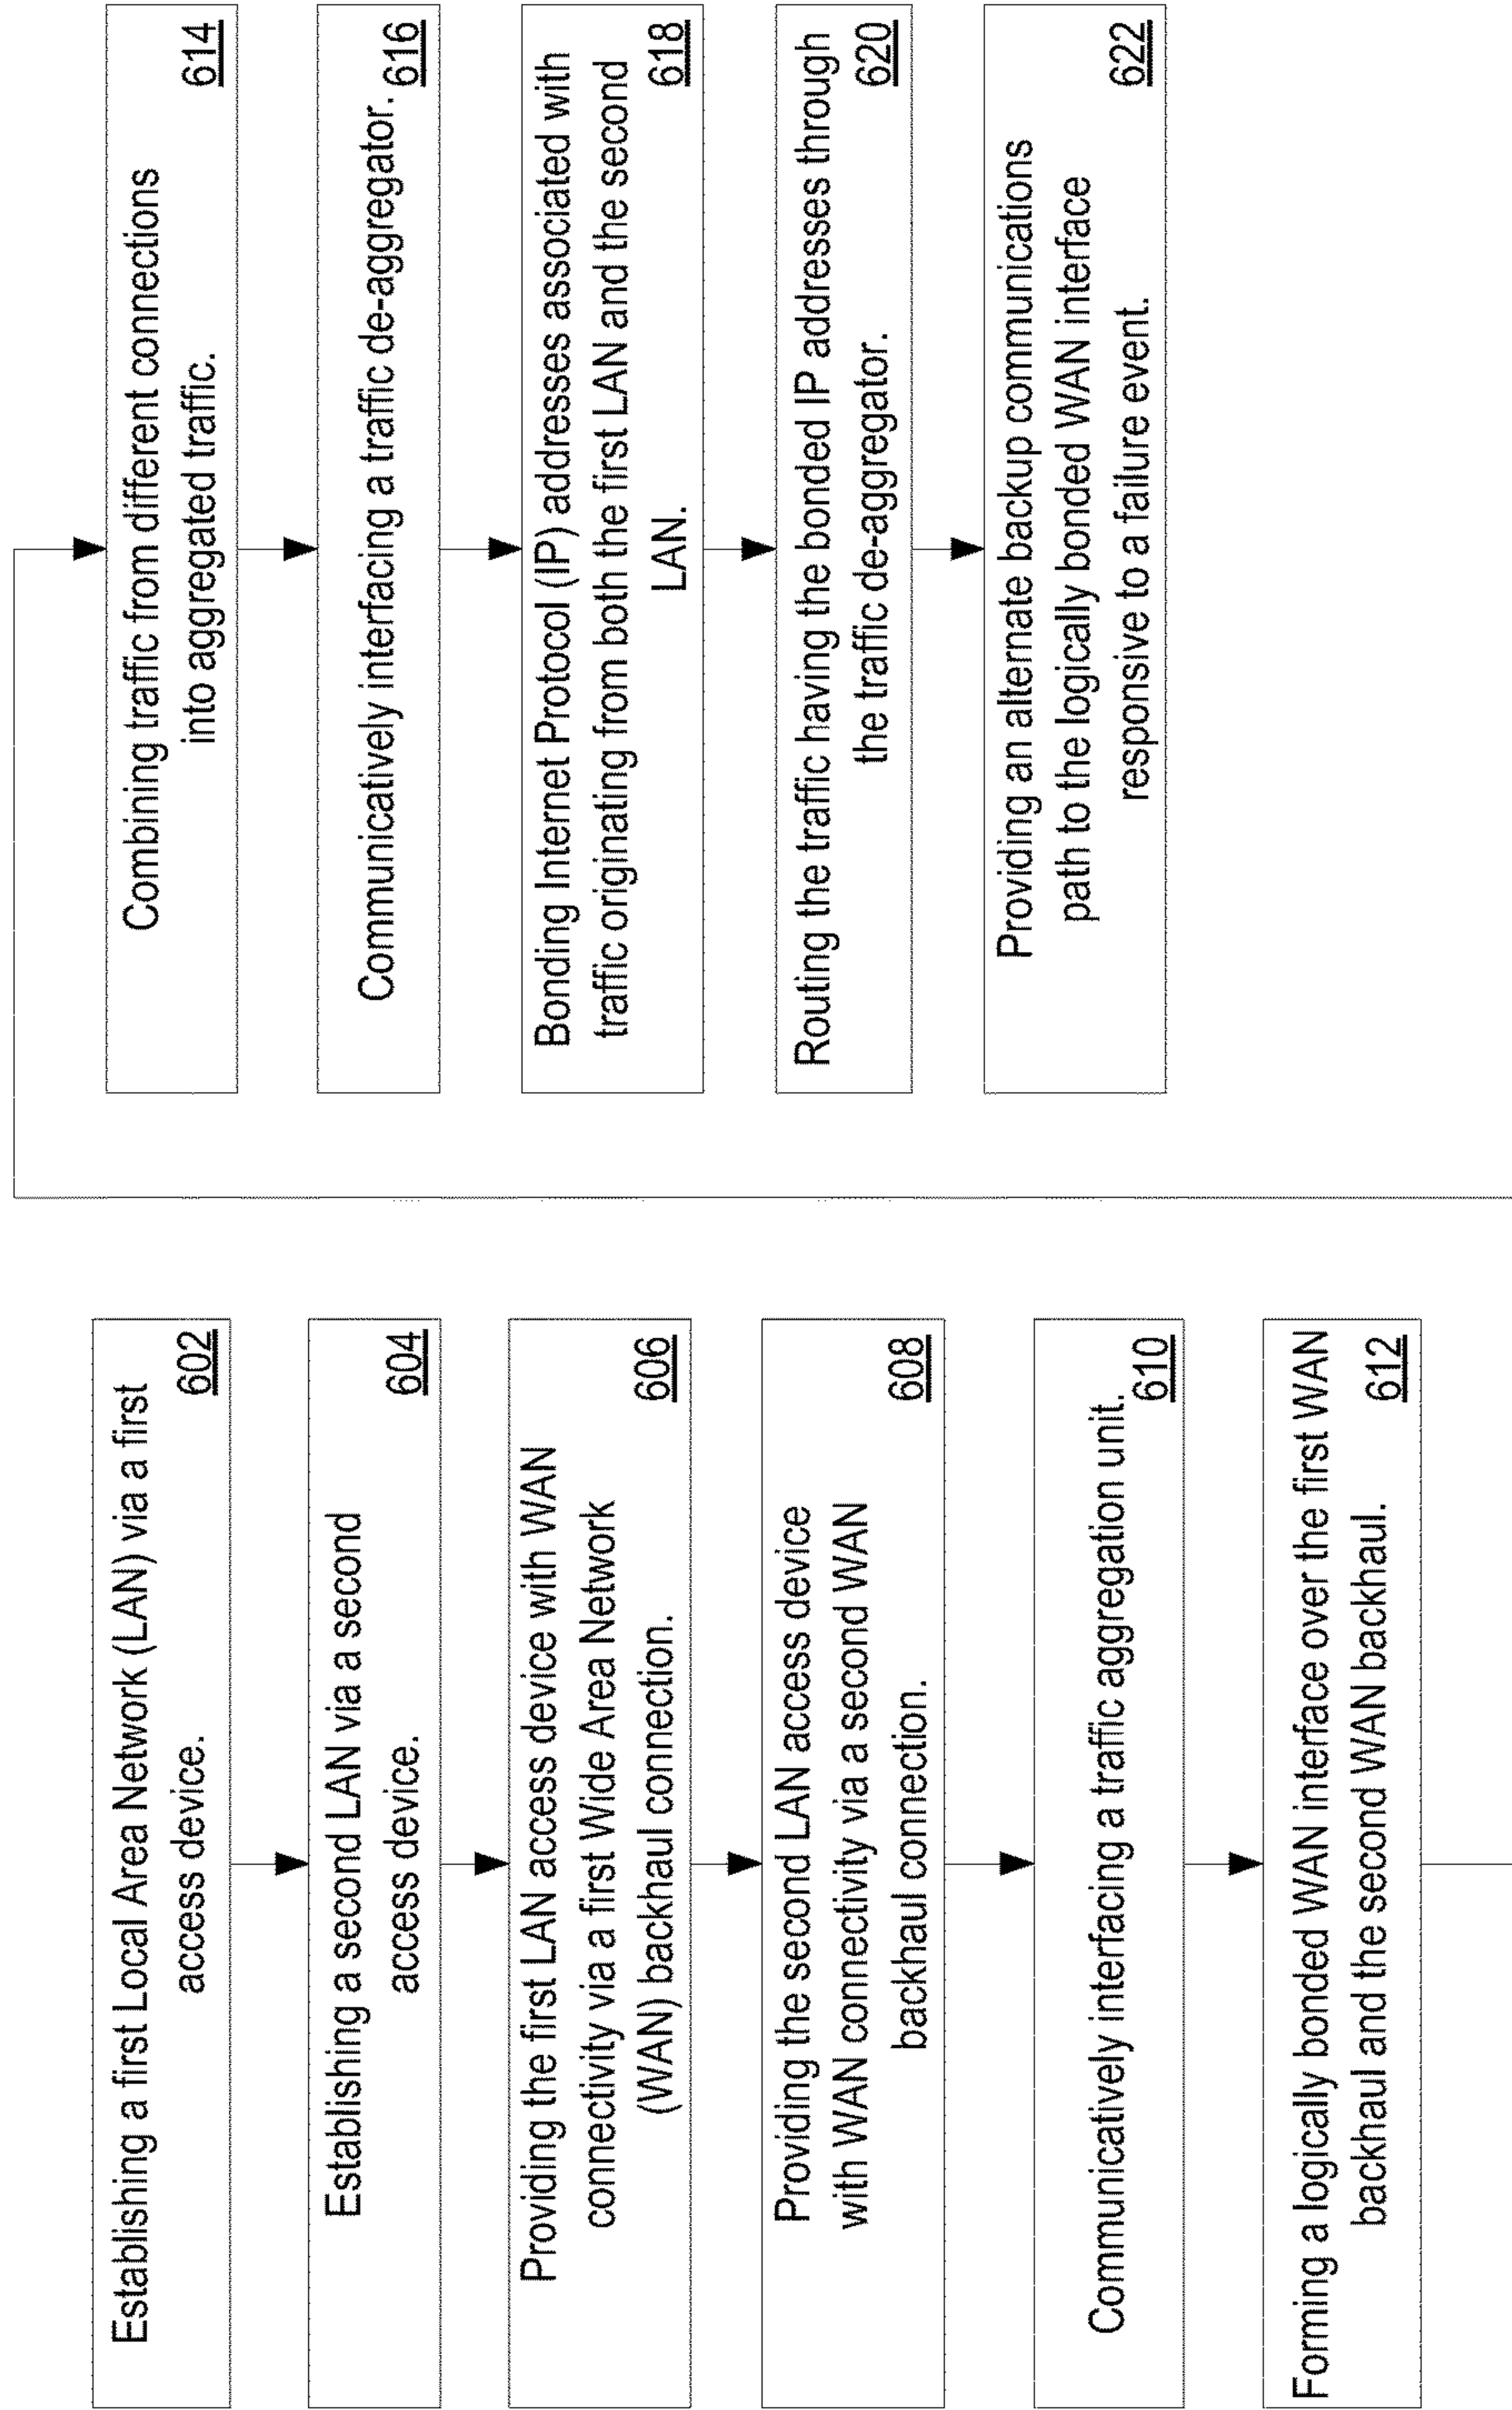 Establishing a first Local Area Network (LAN) via a first
access device.
602
Establishing a second LAN via a second
access device.
604
Providing the first LAN access device with WAN
connectivity via a first Wide Area Network
(WAN) backhaul connection.
606
Providing the second LAN access device
with WAN connectivity via a second WAN
backhaul connection.
608
Communicatively interfacing a traffic aggregation unit.
610
Forming a logically bonded WAN interface over the first WAN
backhaul and the second WAN backhaul.
612
Combining traffic from different connections
into aggregated traffic.
614
Communicatively interfacing a traffic de-aggregator.
616
Bonding Internet Protocol (IP) addresses associated with
traffic originating from both the first LAN and the second
LAN.
618
Routing the traffic having the bonded IP addresses through
the traffic de-aggregator.
620
Providing an alternate backup communications
path to the logically bonded WAN interface
responsive to a failure event.
622